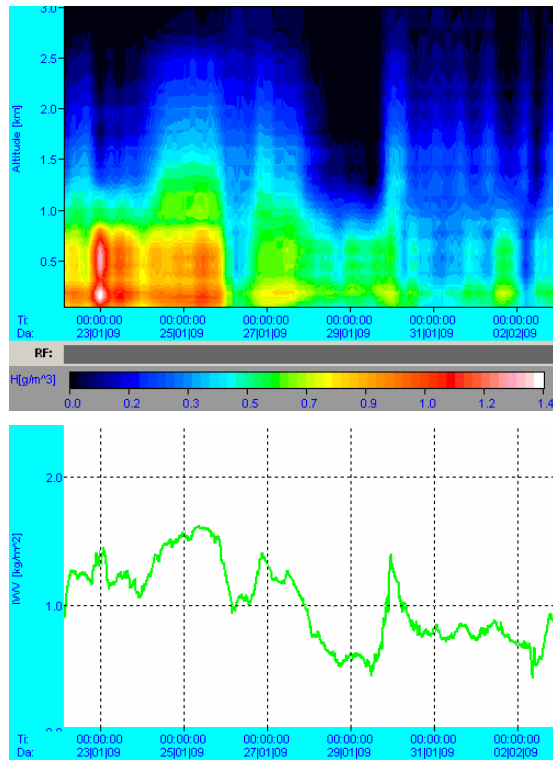 3.0
2.5
2.0
1.5
1.0
0.5
Altitude [km]
Ti: 00:00:00 00:00:00 00:00:00 00:00:00 00:00:00 00:00:00
Da: 23|01|09 25|01|09 27|01|09 29|01|09 31|01|09 02|02|09
RF:
H[g/m^3]
0.0 0.2 0.3 0.5 0.7 0.9 1.0 1.2 1.4
2.0
1.0
0.0
IWV [kg/m^2]
Ti: 00:00:00 00:00:00 00:00:00 00:00:00 00:00:00 00:00:00
Da: 23|01|09 25|01|09 27|01|09 29|01|09 31|01|09 02|02|09